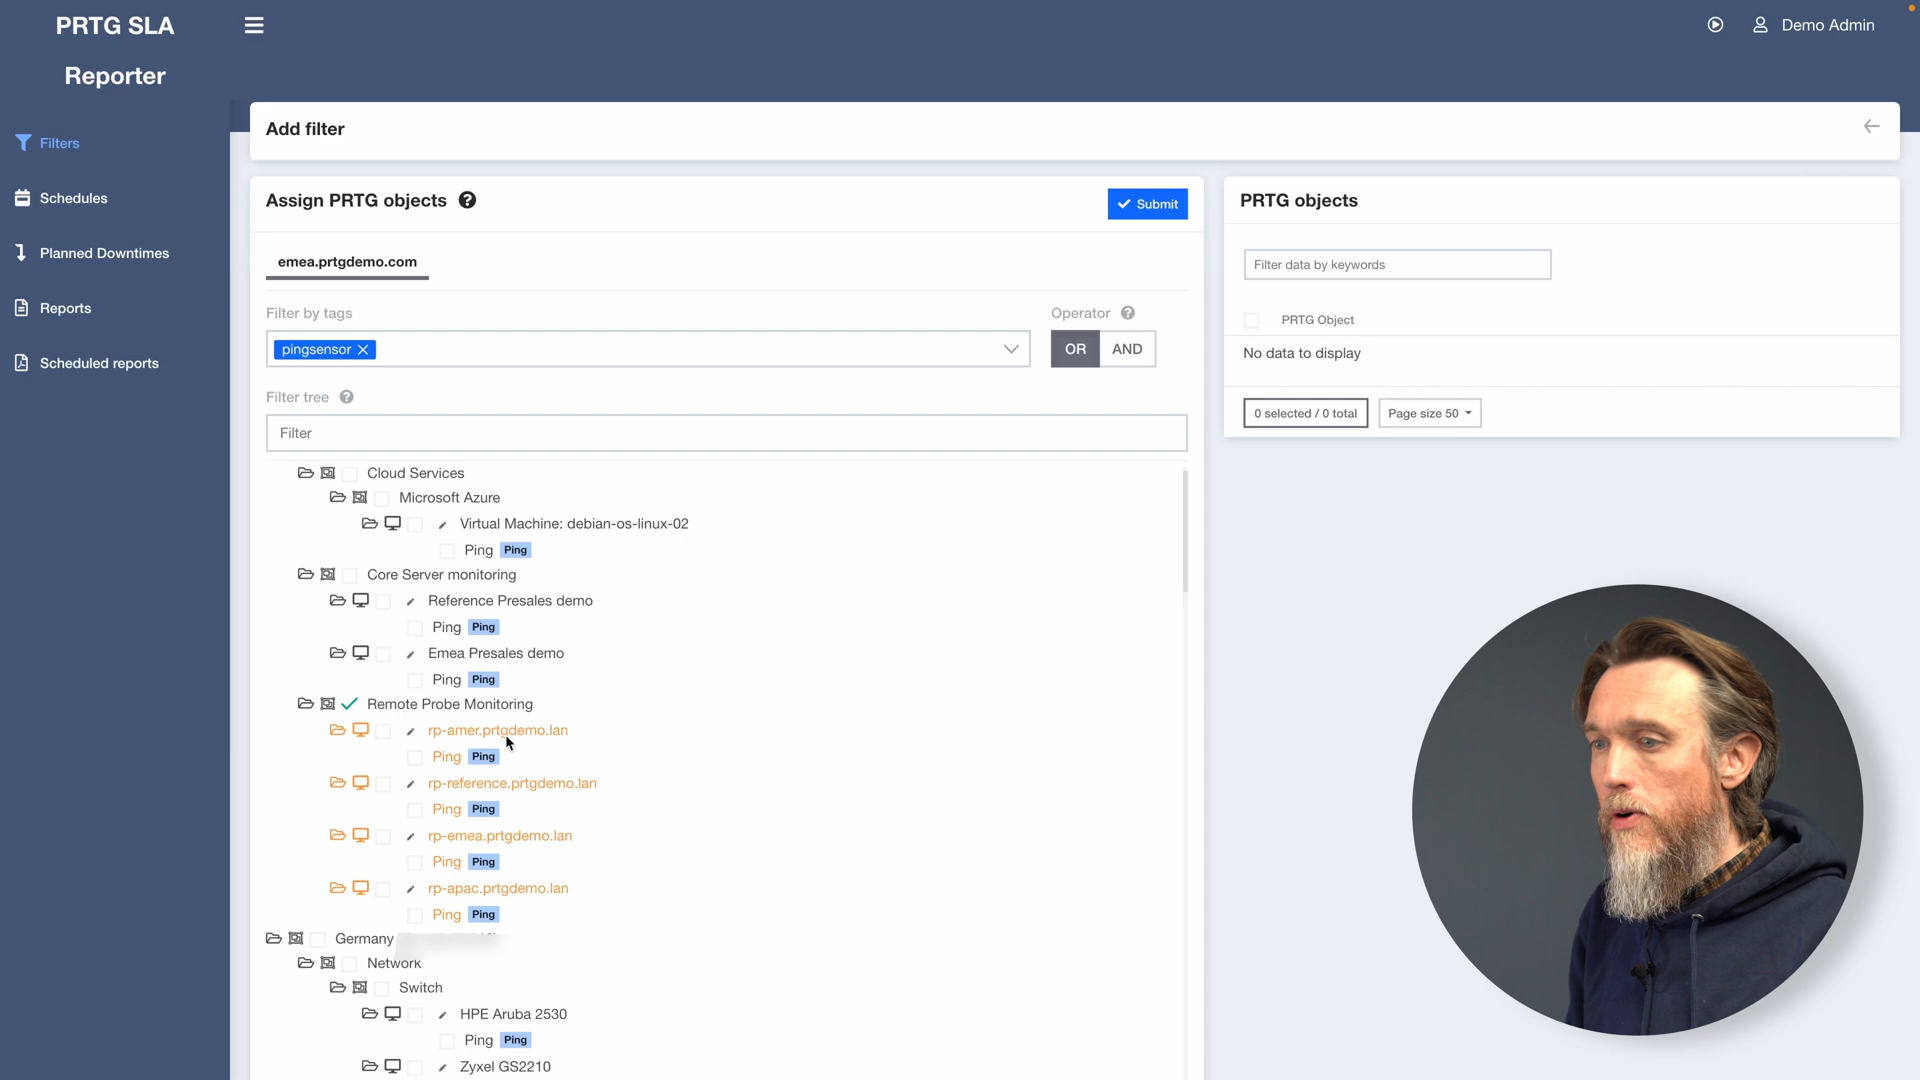 PRTG SLA
Reporter
Demo Admin
Filters
Schedules
Planned Downtimes
Reports
Scheduled reports
Add filter
Assign PRTG objects
Submit
emea.prtgdemo.com
Filter by tags
Operator
pingsensor
OR AND
Filter tree
Filter
Cloud Services
Microsoft Azure
Virtual Machine: debian-os-linux-02
Ping Ping
Core Server monitoring
Reference Presales demo
Ping Ping
Emea Presales demo
Ping Ping
Remote Probe Monitoring
rp-amer.prtgdemo.lan
Ping Ping
rp-reference.prtgdemo.lan
Ping Ping
rp-emea.prtgdemo.lan
Ping Ping
rp-apac.prtgdemo.lan
Ping Ping
Germany
Network
Switch
HPE Aruba 2530
Ping Ping
Zyxel GS2210
PRTG objects
Filter data by keywords
PRTG Object
No data to display
0 selected / 0 total
Page size 50